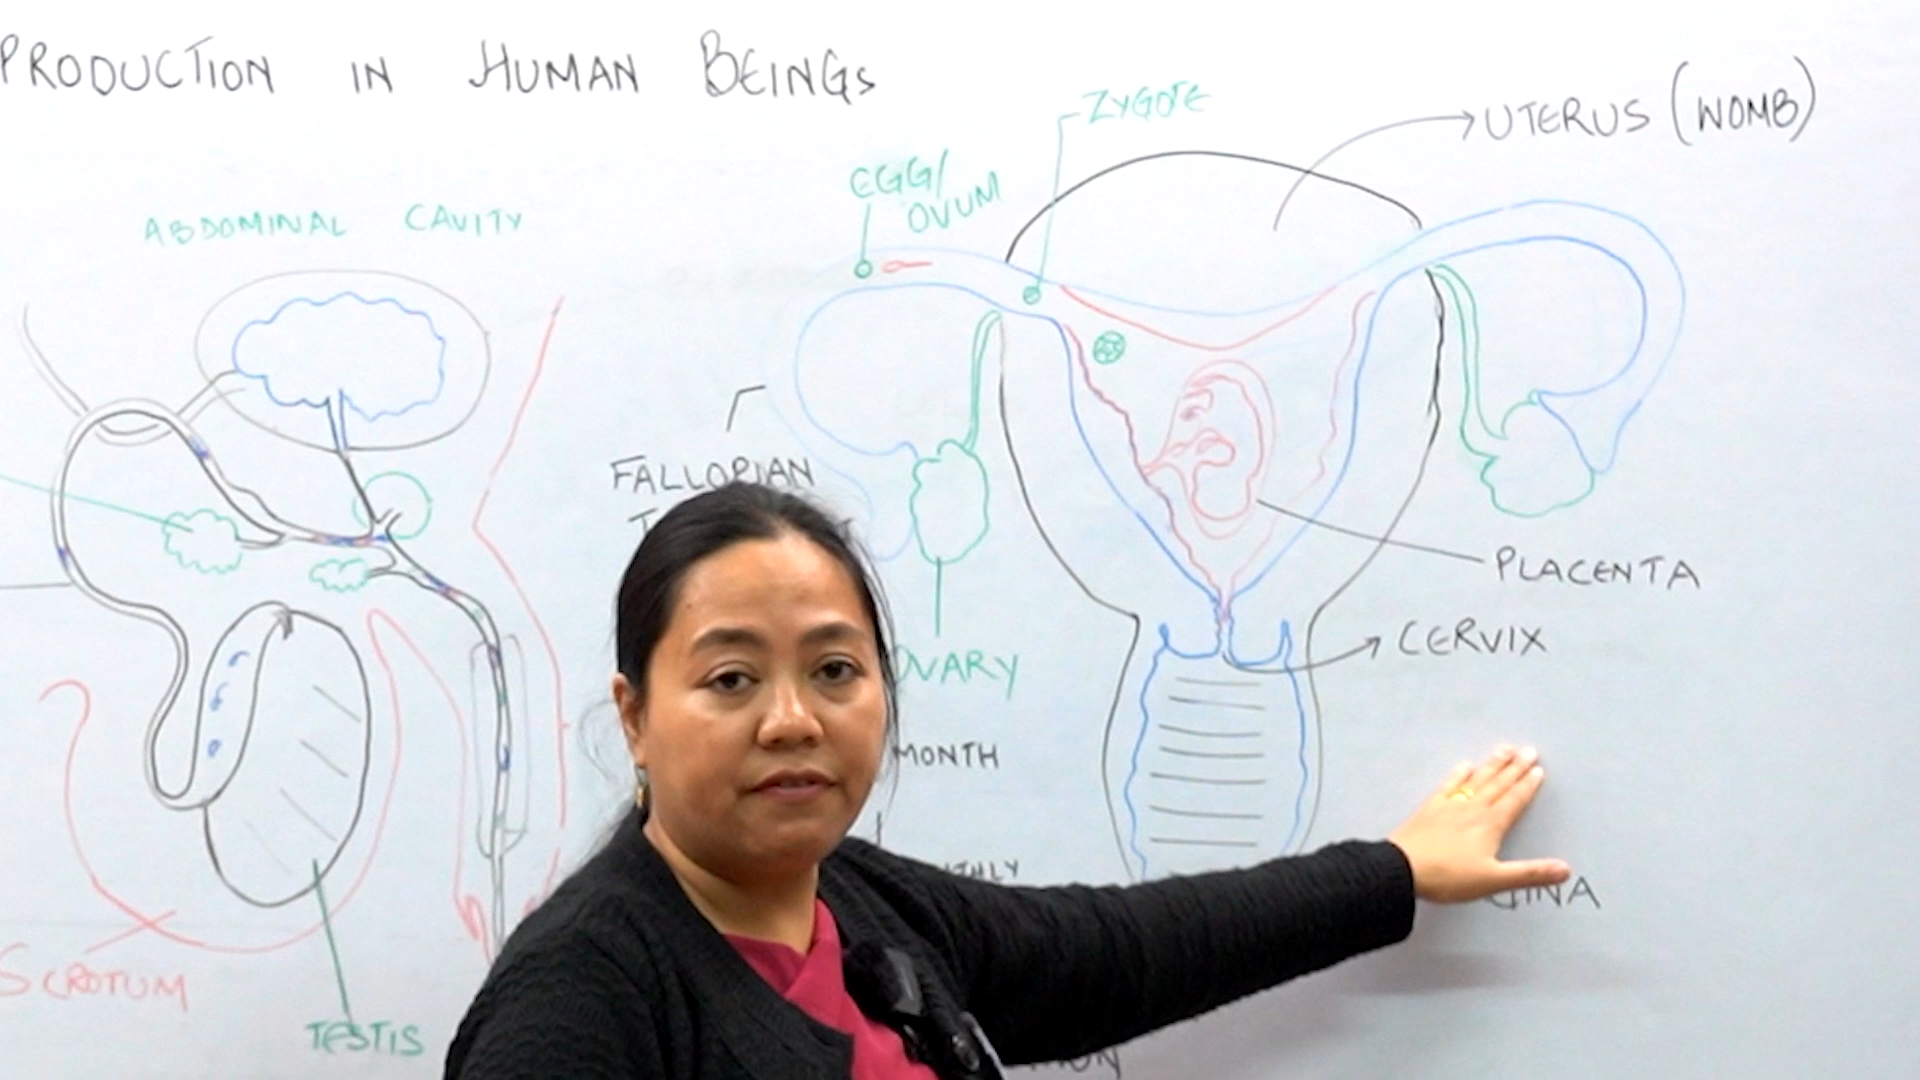 PRODUCTION IN HUMAN BEINGS
ABDOMINAL CAVITY
EGG/
OVUM
ZYGOTE
UTERUS (WOMB)
FALLOPIAN
PLACENTA
CERVIX
OVARY
MONTH
SCROTUM
TESTIS